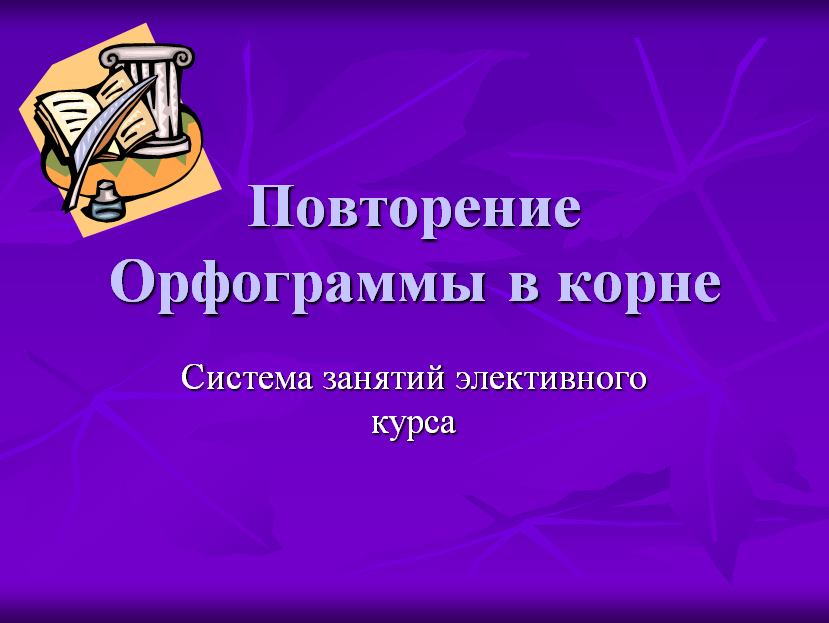 Повторение
Орфограммы в корне
Система занятий элективного
курса